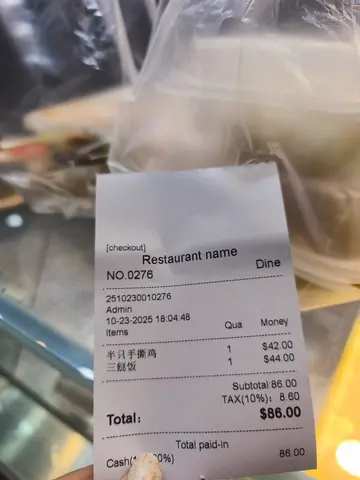 [checkout]
Restaurant name
NO.0276 Dine
2510230010276
Admin
10-23-2025 18:04:48
Items Qua Money
半只手撕鸡 1 $42.00
三餸饭 1 $44.00
Subtotal:86.00
TAX(10%): 8.60
Total: $86.00
Total paid-in
86.00